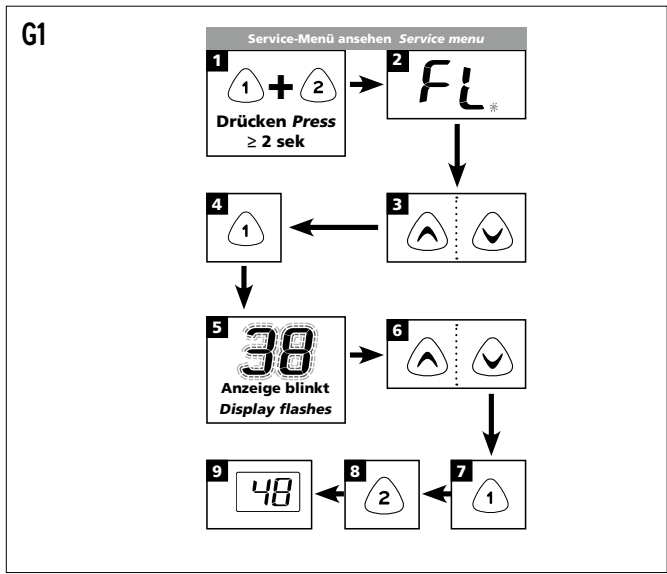 G1
Service-Menü ansehen Service menu
1
1 + 2
Drücken Press
≥ 2 sek
2
FL
3
4
1
5
38
Anzeige blinkt
Display flashes
6
7
1
8
2
9
48